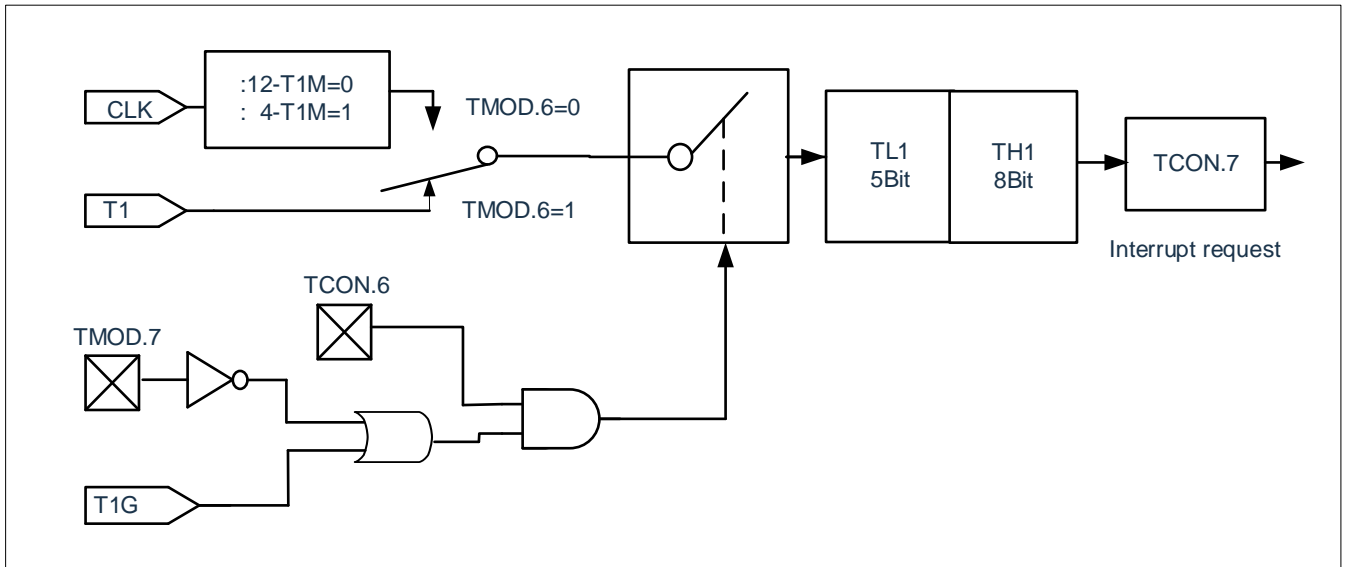 :12-T1M=0
: 4-T1M=1
CLK
TMOD.6=0
T1
TMOD.6=1
TL1
5Bit
TH1
8Bit
TCON.7
Interrupt request
TCON.6
TMOD.7
T1G